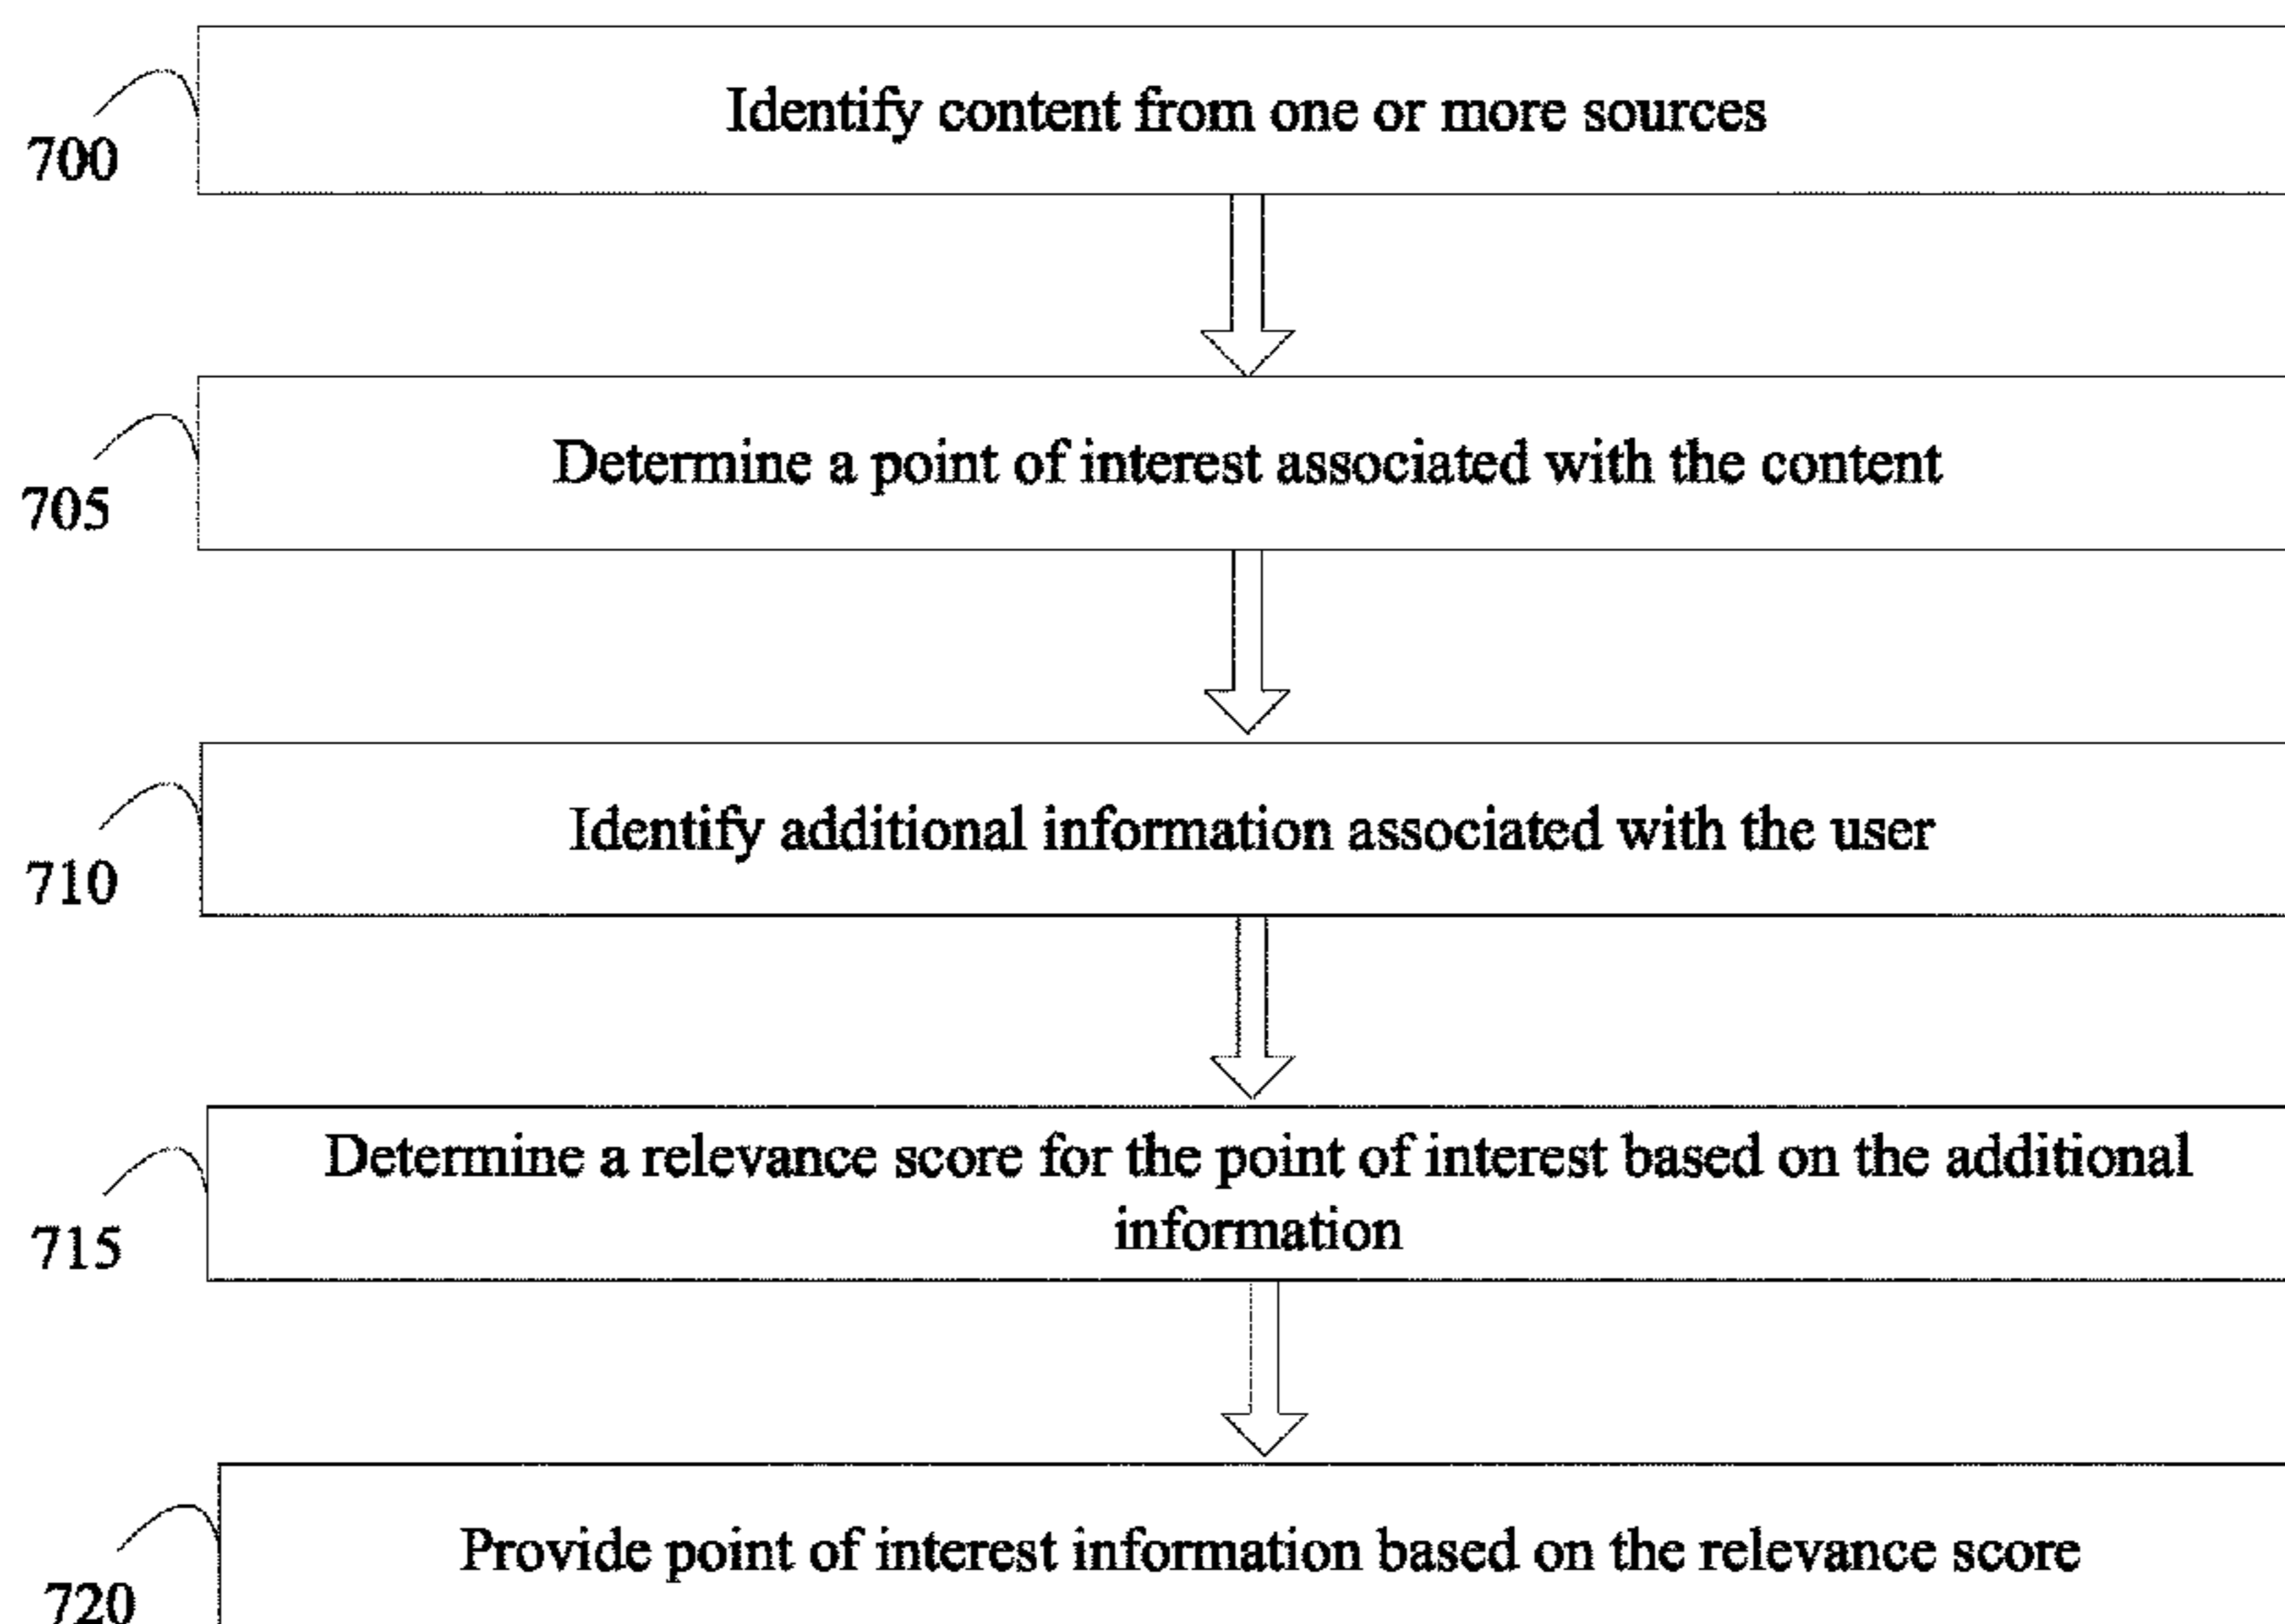 Identify content from one or more sources
700
Determine a point of interest associated with the content
705
Identify additional information associated with the user
710
Determine a relevance score for the point of interest based on the additional
information
715
Provide point of interest information based on the relevance score
720